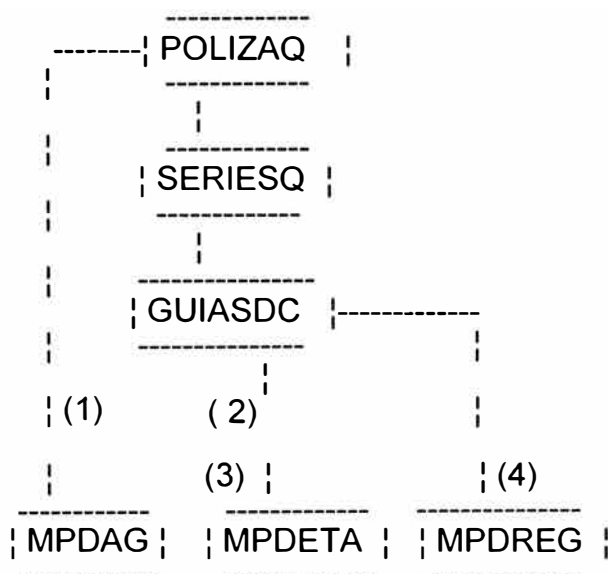 POLIZAQ
SERIESQ
GUIASDC
(1) ( 2)
(3) (4)
MPDAG MPDETA MPDREG